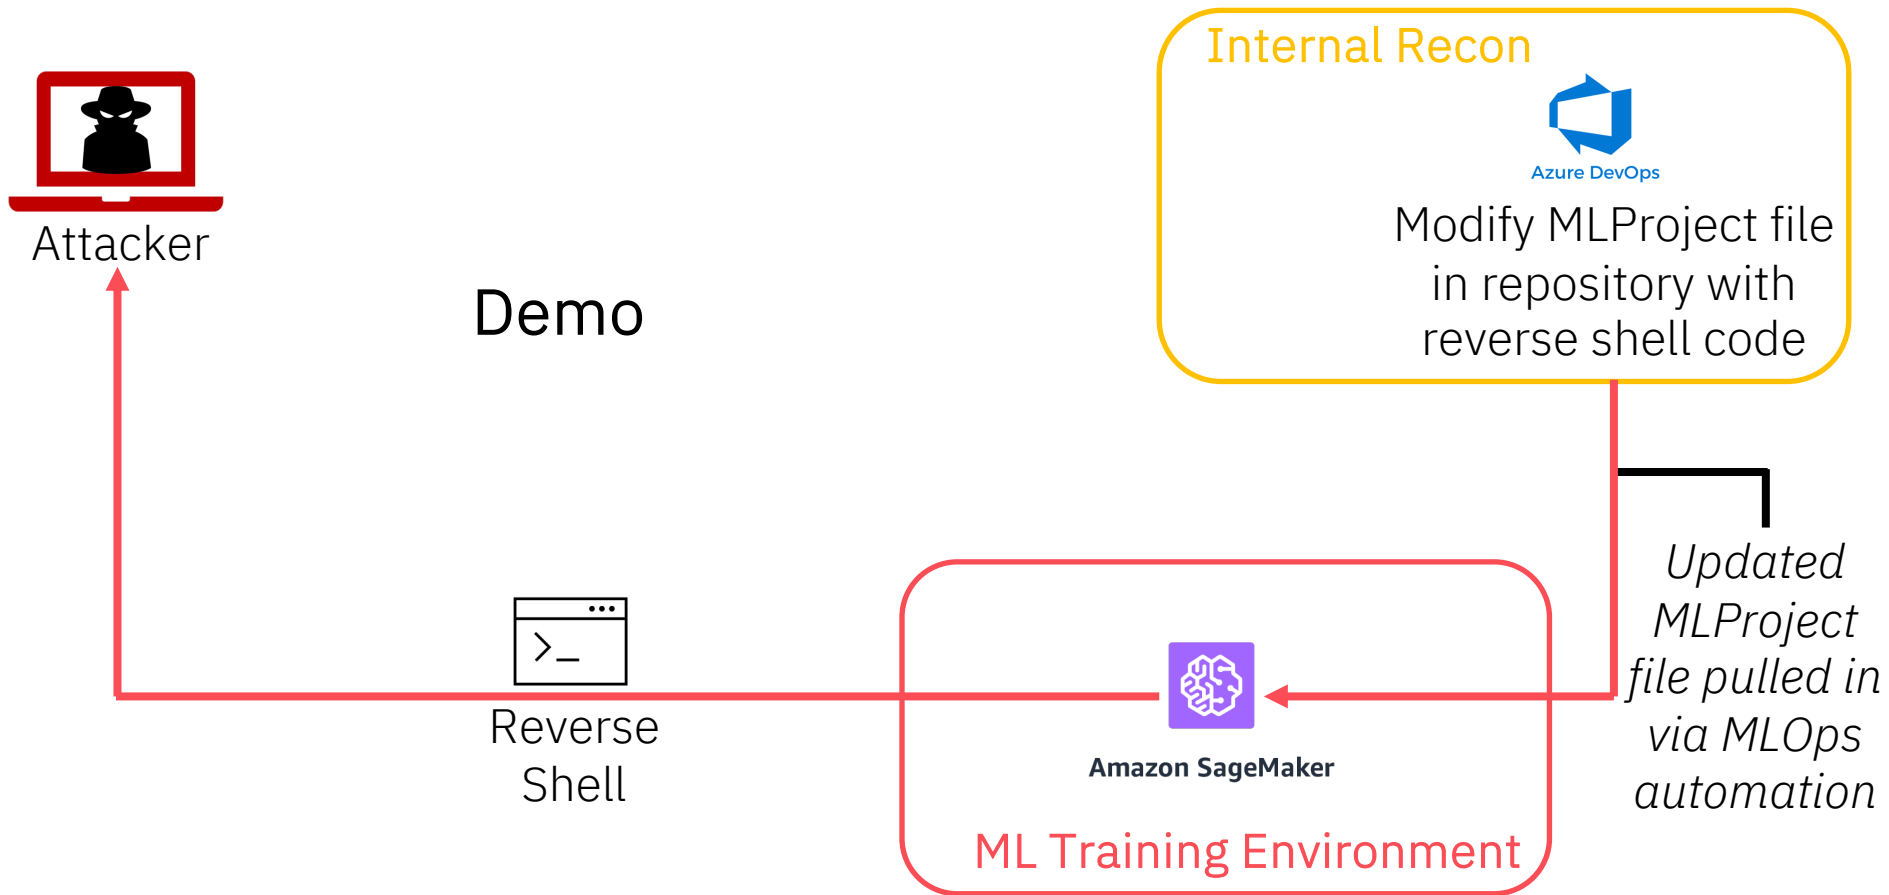 Internal Recon
Azure DevOps
Modify MLProject file
in repository with
reverse shell code
Attacker
Demo
Updated
MLProject
file pulled in
via MLOps
automation
>_
Reverse
Shell
Amazon SageMaker
ML Training Environment